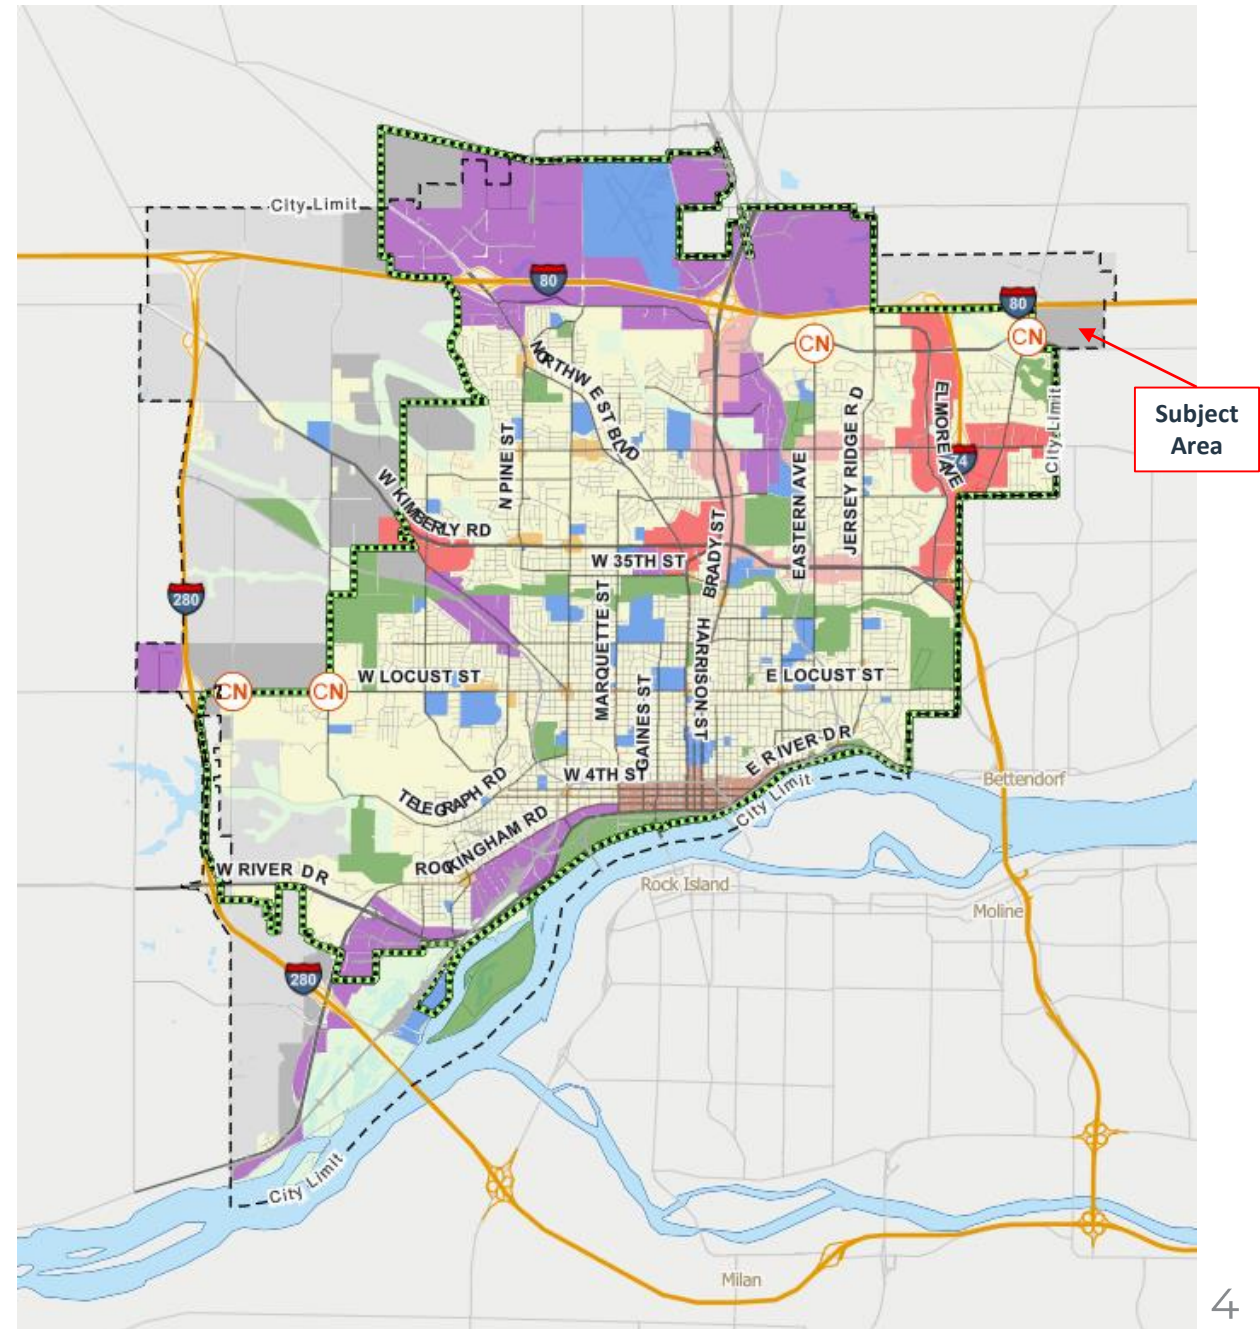 City Limit
80
80
CN
CN
Subject
Area
NORTHWEST BLVD
ELMORE AVE
JERSEY RIDGE RD
City Limit
N PINE ST
EASTERN AVE
74
W KIMBERLY RD
BRADY ST
W 35TH ST
280
MARQUETTE ST
HARRISON ST
W LOCUST ST
E LOCUST ST
CN
CN
GAINES ST
E RIVER DR
W 4TH ST
TELEGRAPH RD
City Limit
Bettendorf
ROCKINGHAM RD
W RIVER DR
Rock Island
Moline
280
City Limit
Milan
4